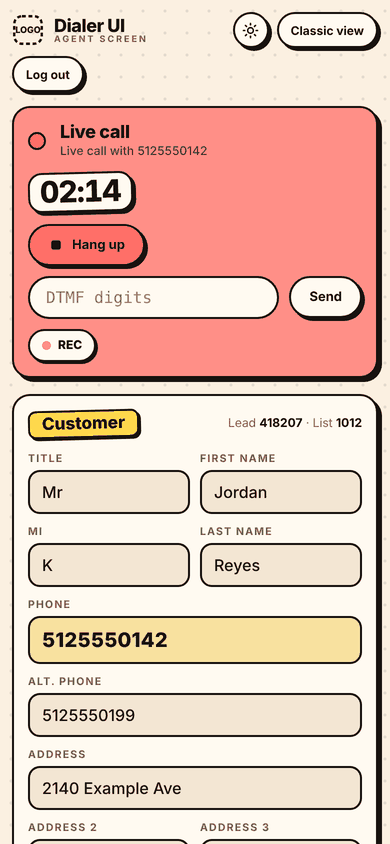 LOGO
Dialer UI
AGENT SCREEN
Classic view
Log out
Live call
Live call with 5125550142
02:14
Hang up
DTMF digits
Send
REC
Customer
Lead 418207 · List 1012
TITLE
FIRST NAME
Mr
Jordan
MI
LAST NAME
K
Reyes
PHONE
5125550142
ALT. PHONE
5125550199
ADDRESS
2140 Example Ave
ADDRESS 2
ADDRESS 3